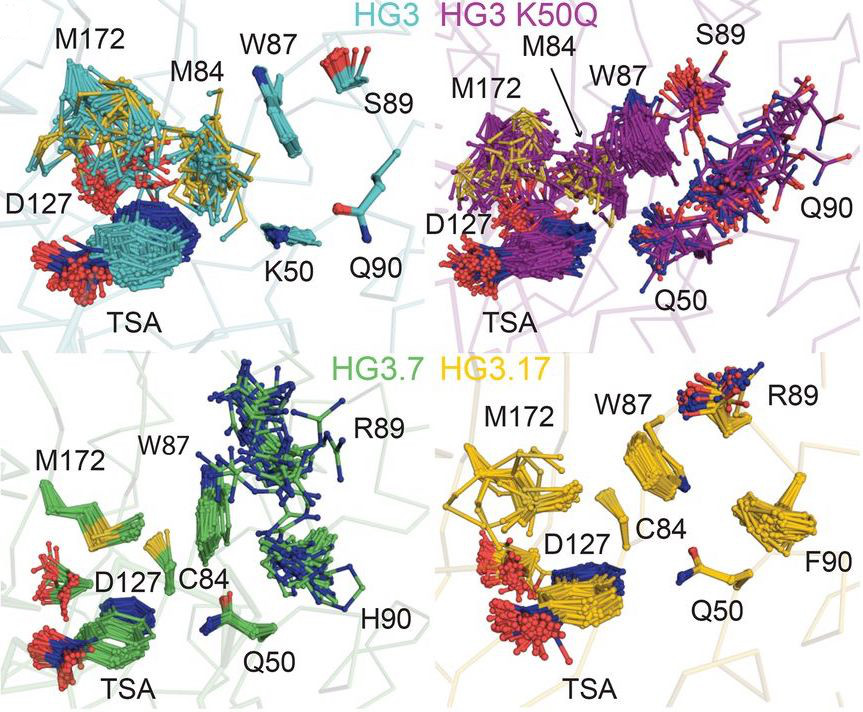 HG3 HG3 K50Q
M172
W87
M84
S89
D127
K50
Q90
TSA
M84
S89
W87
M172
D127
Q90
Q50
TSA
HG3.7 HG3.17
R89
W87
M172
D127
C84
H90
Q50
TSA
R89
W87
M172
C84
D127
F90
Q50
TSA